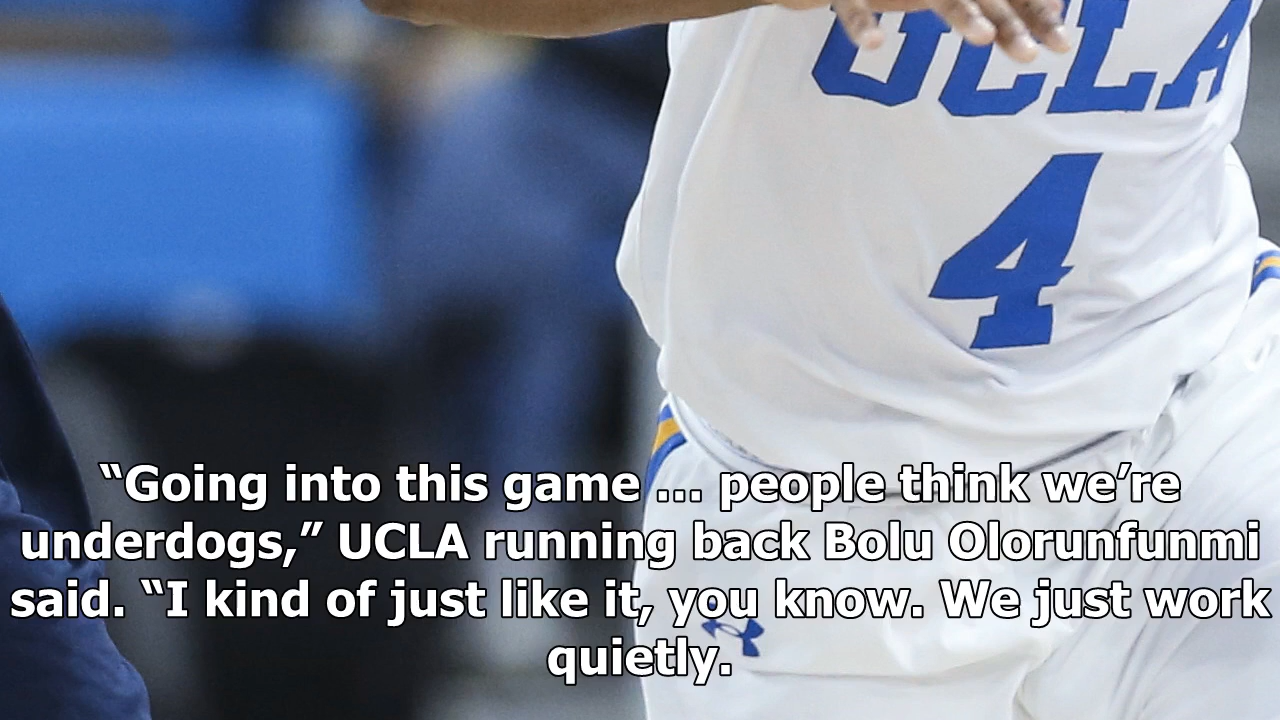 UCLA
4
“Going into this game ... people think we’re
underdogs,” UCLA running back Bolu Olorunfunmi
said. “I kind of just like it, you know. We just work
quietly.